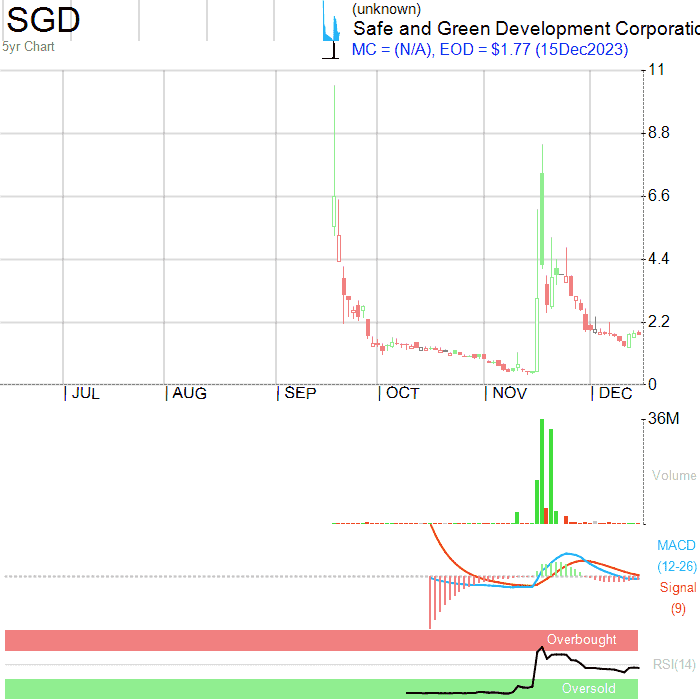 SGD
(unknown)
Safe and Green Development Corporatio
5yr Chart
MC = (N/A), EOD = $1.77 (15Dec2023)
11
8.8
6.6
4.4
2.2
0
JUL AUG SEP OCT NOV DEC
36M
Volume
MACD
(12-26)
Signal
(9)
Overbought
RSI(14)
Oversold